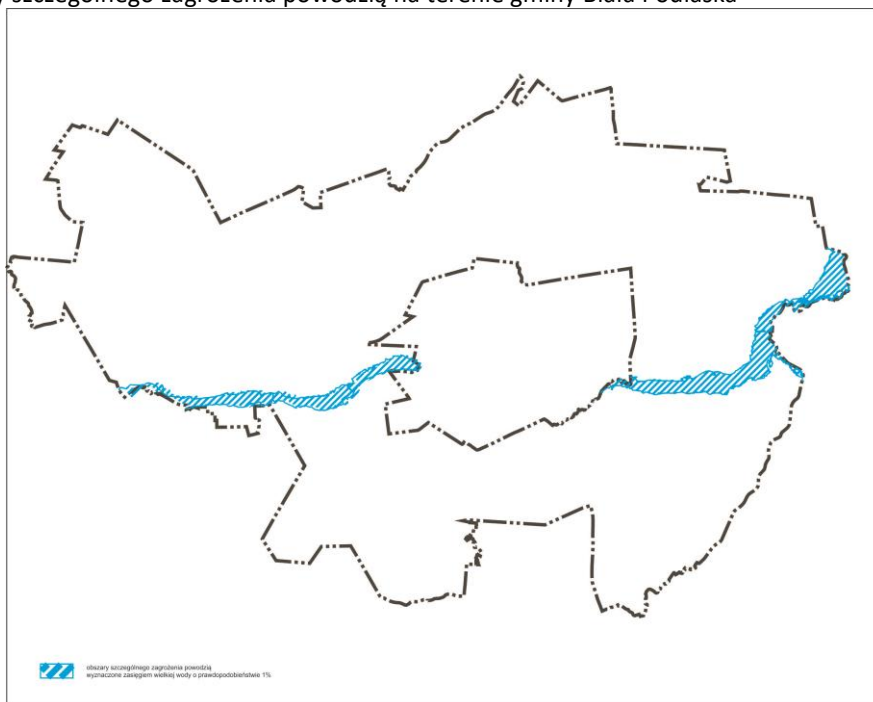 szczególnego zagrożenia powodzią na terenie gminy Biała Podlaska
obszary szczególnego zagrożenia powodzią
wyznaczone zasięgiem wielkiej wody o prawdopodobieństwie 1%